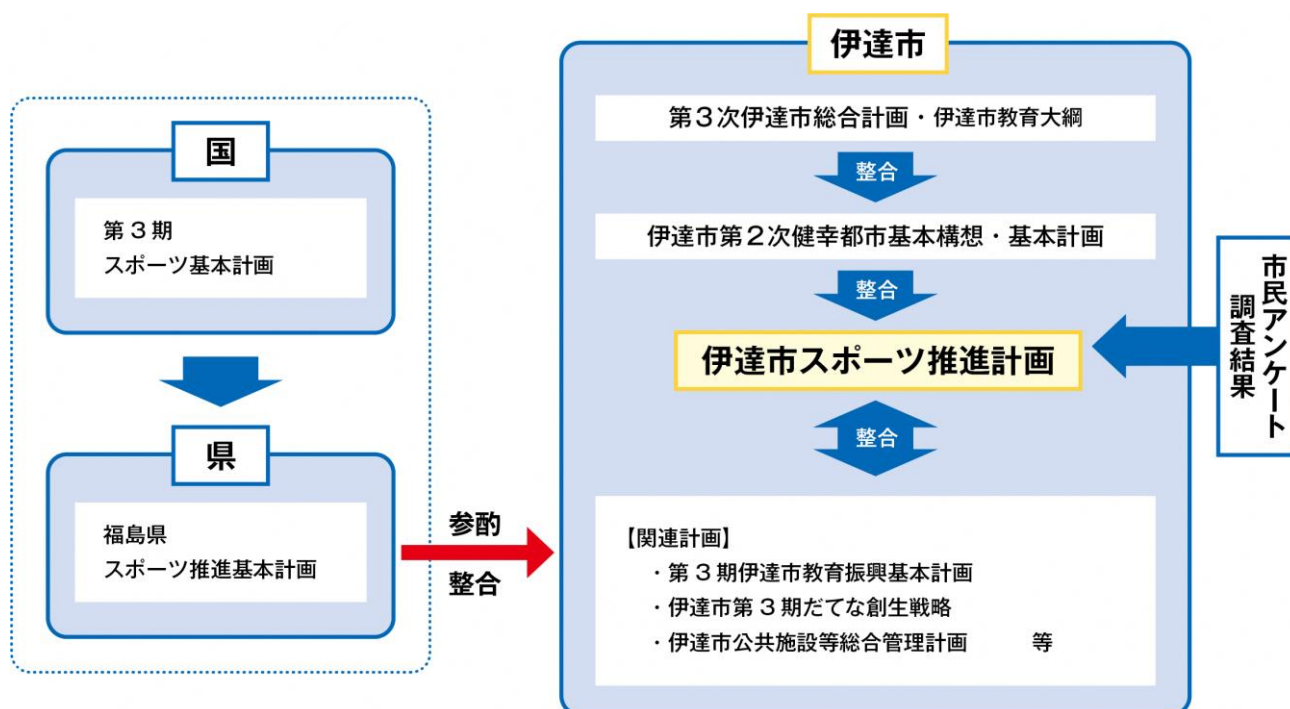 国
第3期
スポーツ基本計画
県
福島県
スポーツ推進基本計画
参酌
整合
伊達市
第3次伊達市総合計画・伊達市教育大綱
整合
伊達市第2次健幸都市基本構想・基本計画
整合
伊達市スポーツ推進計画
整合
【関連計画】
・第3期伊達市教育振興基本計画
・伊達市第3期だてな創生戦略
・伊達市公共施設等総合管理計画　　　等
市民アンケート
調査結果